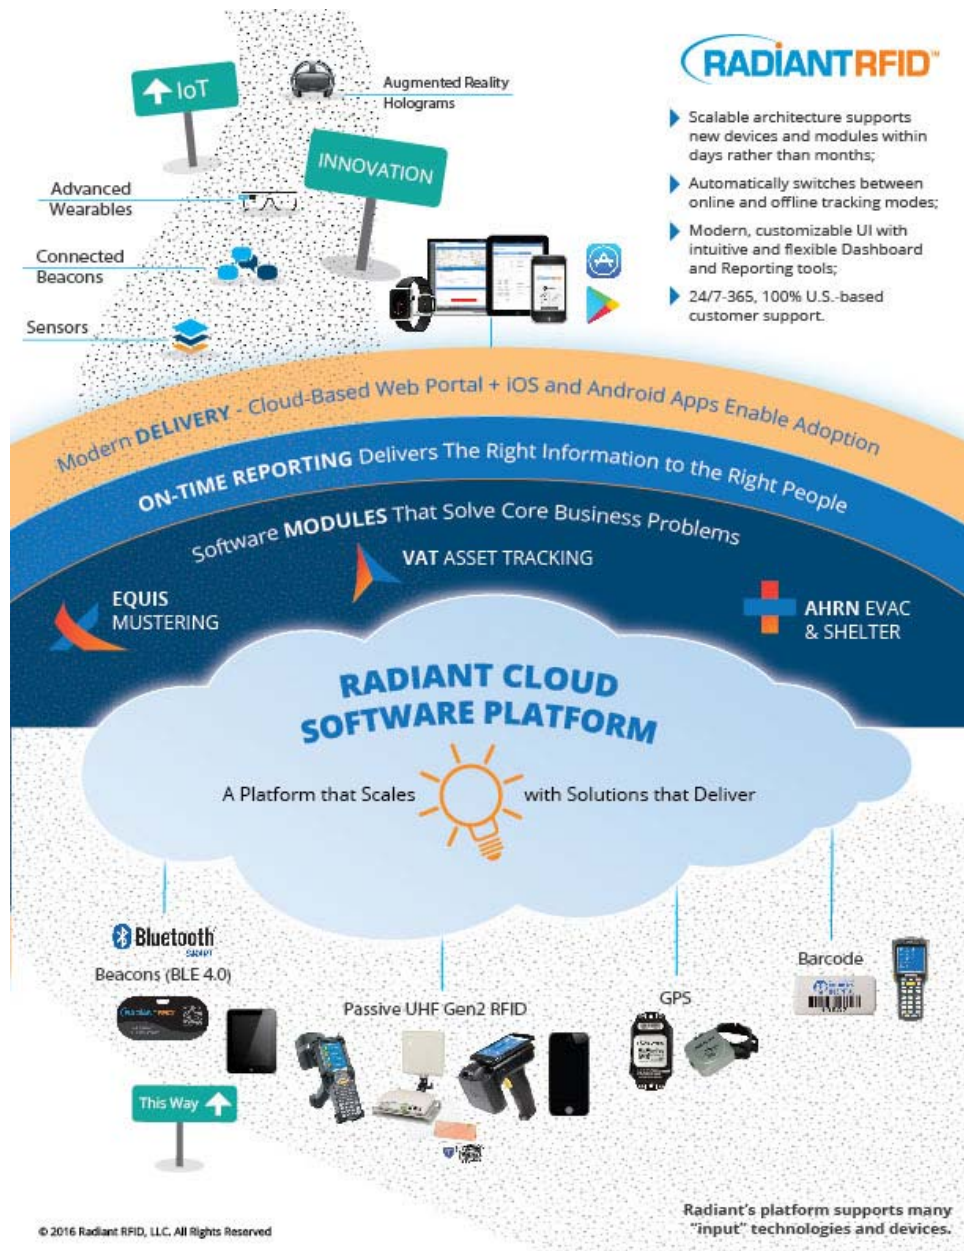 RADIANTRFID™
IoT
Augmented Reality
Holograms
INNOVATION
Advanced
Wearables
Connected
Beacons
Sensors
Scalable architecture supports
new devices and modules within
days rather than months;
Automatically switches between
online and offline tracking modes;
Modern, customizable UI with
intuitive and flexible Dashboard
and Reporting tools;
24/7-365, 100% U.S.-based
customer support.
Modern DELIVERY - Cloud-Based Web Portal + iOS and Android Apps Enable Adoption
ON-TIME REPORTING Delivers The Right Information to the Right People
Software MODULES That Solve Core Business Problems
VAT ASSET TRACKING
EQUIS
MUSTERING
AHRN EVAC
& SHELTER
RADIANT CLOUD
SOFTWARE PLATFORM
A Platform that Scales with Solutions that Deliver
Bluetooth
SMART
Beacons (BLE 4.0)
RADIANTRFID
Passive UHF Gen2 RFID
GPS
Barcode
This Way
Radiant's platform supports many
"input" technologies and devices.
© 2016 Radiant RFID, LLC. All Rights Reserved